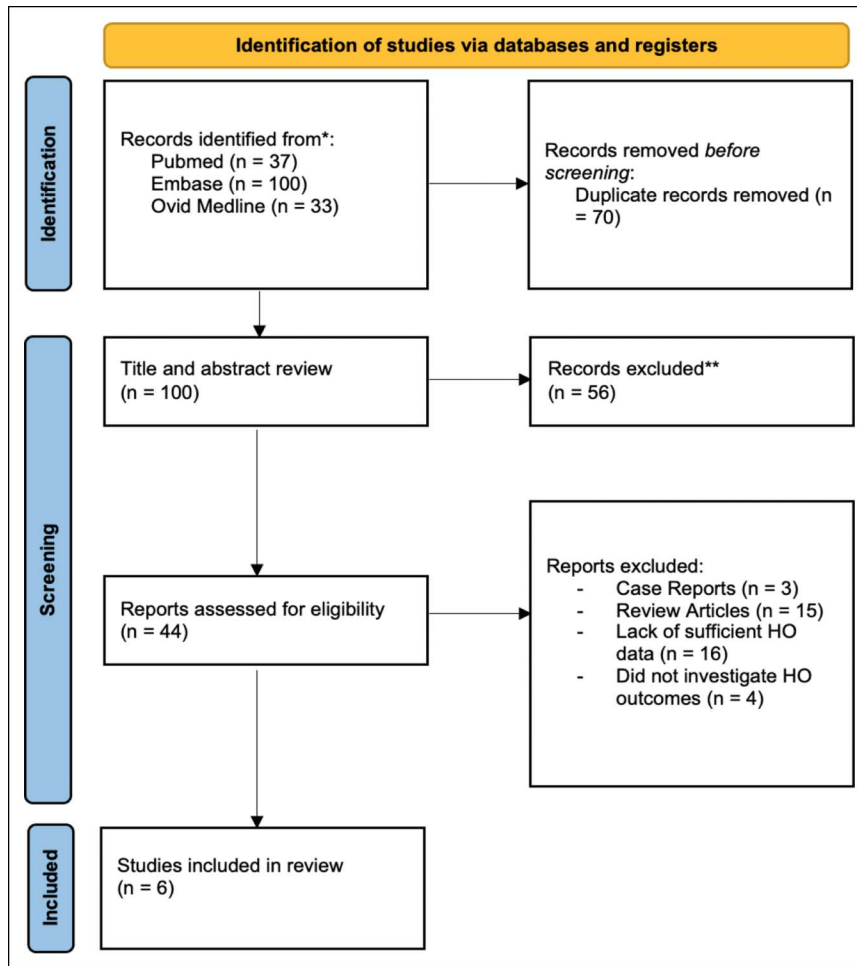 Identification of studies via databases and registers
Identification
Records identified from*:
Pubmed (n = 37)
Embase (n = 100)
Ovid Medline (n = 33)
Records removed before
screening:
Duplicate records removed (n
= 70)
Screening
Title and abstract review
(n = 100)
Records excluded**
(n = 56)
Reports assessed for eligibility
(n = 44)
Reports excluded:
- Case Reports (n = 3)
- Review Articles (n = 15)
- Lack of sufficient HO
data (n = 16)
- Did not investigate HO
outcomes (n = 4)
Included
Studies included in review
(n = 6)